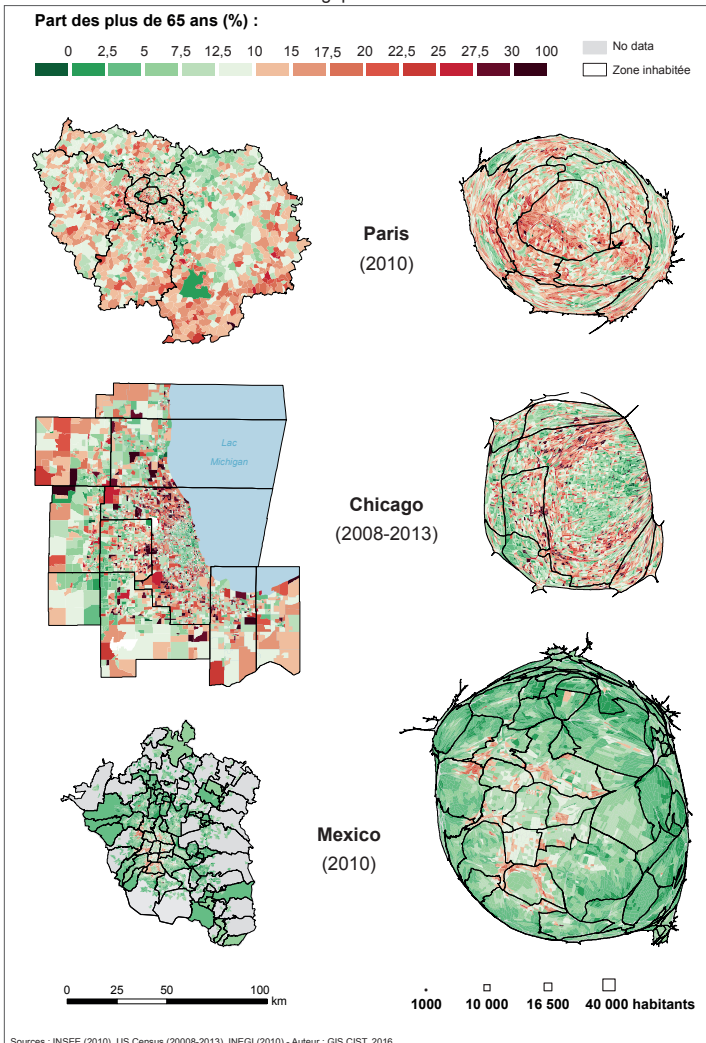 Part des plus de 65 ans (%) :
0 2,5 5 7,5 12,5 10 15 17,5 20 22,5 25 27,5 30 100
No data
Zone inhabitée
Paris
(2010)
Lac
Michigan
Chicago
(2008-2013)
Mexico
(2010)
0 25 50 100
km
1000 10 000 16 500 40 000 habitants
Sources : INSEE (2010), US Census (20008-2013), INEGI (2010) - Auteur : GIS CIST, 2016